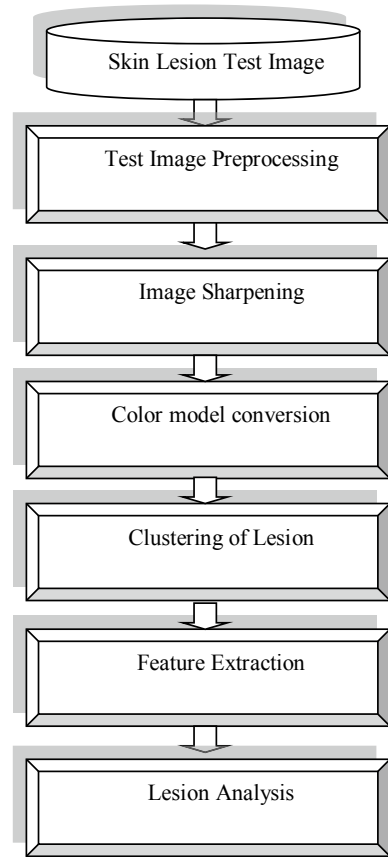 Skin Lesion Test Image
Test Image Preprocessing
Image Sharpening
Color model conversion
Clustering of Lesion
Feature Extraction
Lesion Analysis